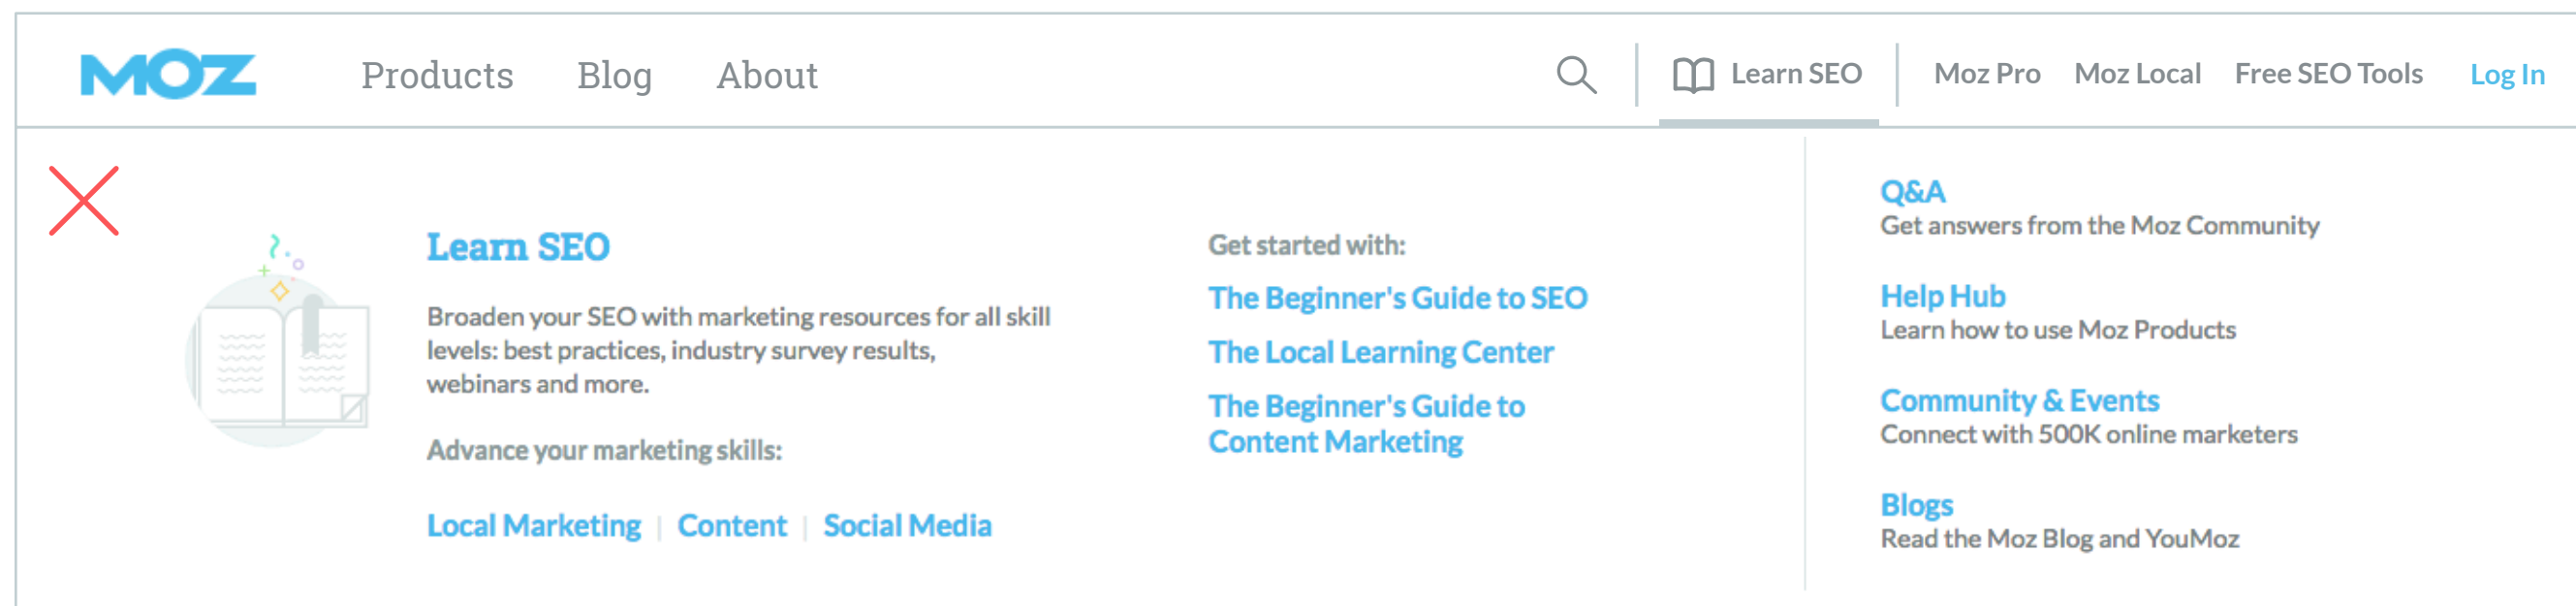 MOZ Products Blog About Learn SEO Moz Pro Moz Local Free SEO Tools Log In
Learn SEO
Broaden your SEO with marketing resources for all skill
levels: best practices, industry survey results,
webinars and more.
Advance your marketing skills:
Local Marketing | Content | Social Media
Get started with:
The Beginner's Guide to SEO
The Local Learning Center
The Beginner's Guide to
Content Marketing
Q&A
Get answers from the Moz Community
Help Hub
Learn how to use Moz Products
Community & Events
Connect with 500K online marketers
Blogs
Read the Moz Blog and YouMoz